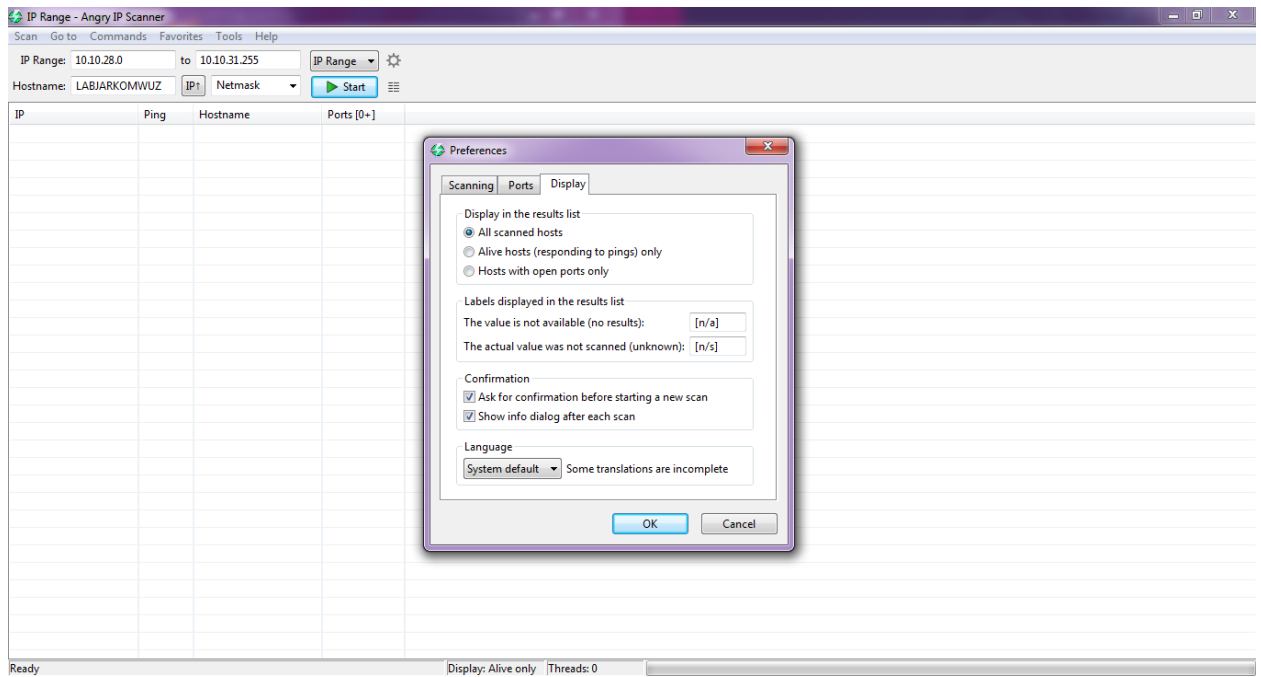 IP Range - Angry IP Scanner
Scan Go to Commands Favorites Tools Help
IP Range: 10.10.28.0 to 10.10.31.255 IP Range
Hostname: LABJARKOMWUZ IP↑ Netmask Start
IP Ping Hostname Ports [0+]
Preferences
Scanning Ports Display
Display in the results list
All scanned hosts
Alive hosts (responding to pings) only
Hosts with open ports only
Labels displayed in the results list
The value is not available (no results): [n/a]
The actual value was not scanned (unknown): [n/s]
Confirmation
Ask for confirmation before starting a new scan
Show info dialog after each scan
Language
System default Some translations are incomplete
OK Cancel
Ready Display: Alive only Threads: 0